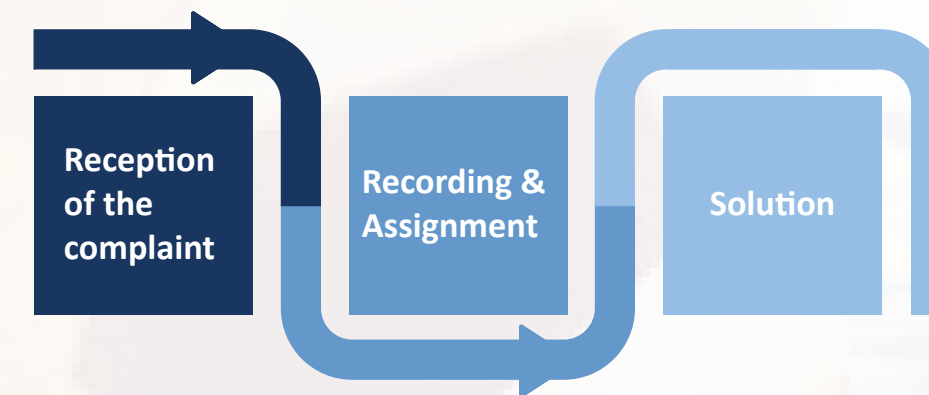 Reception
of the
complaint
Recording &
Assignment
Solution